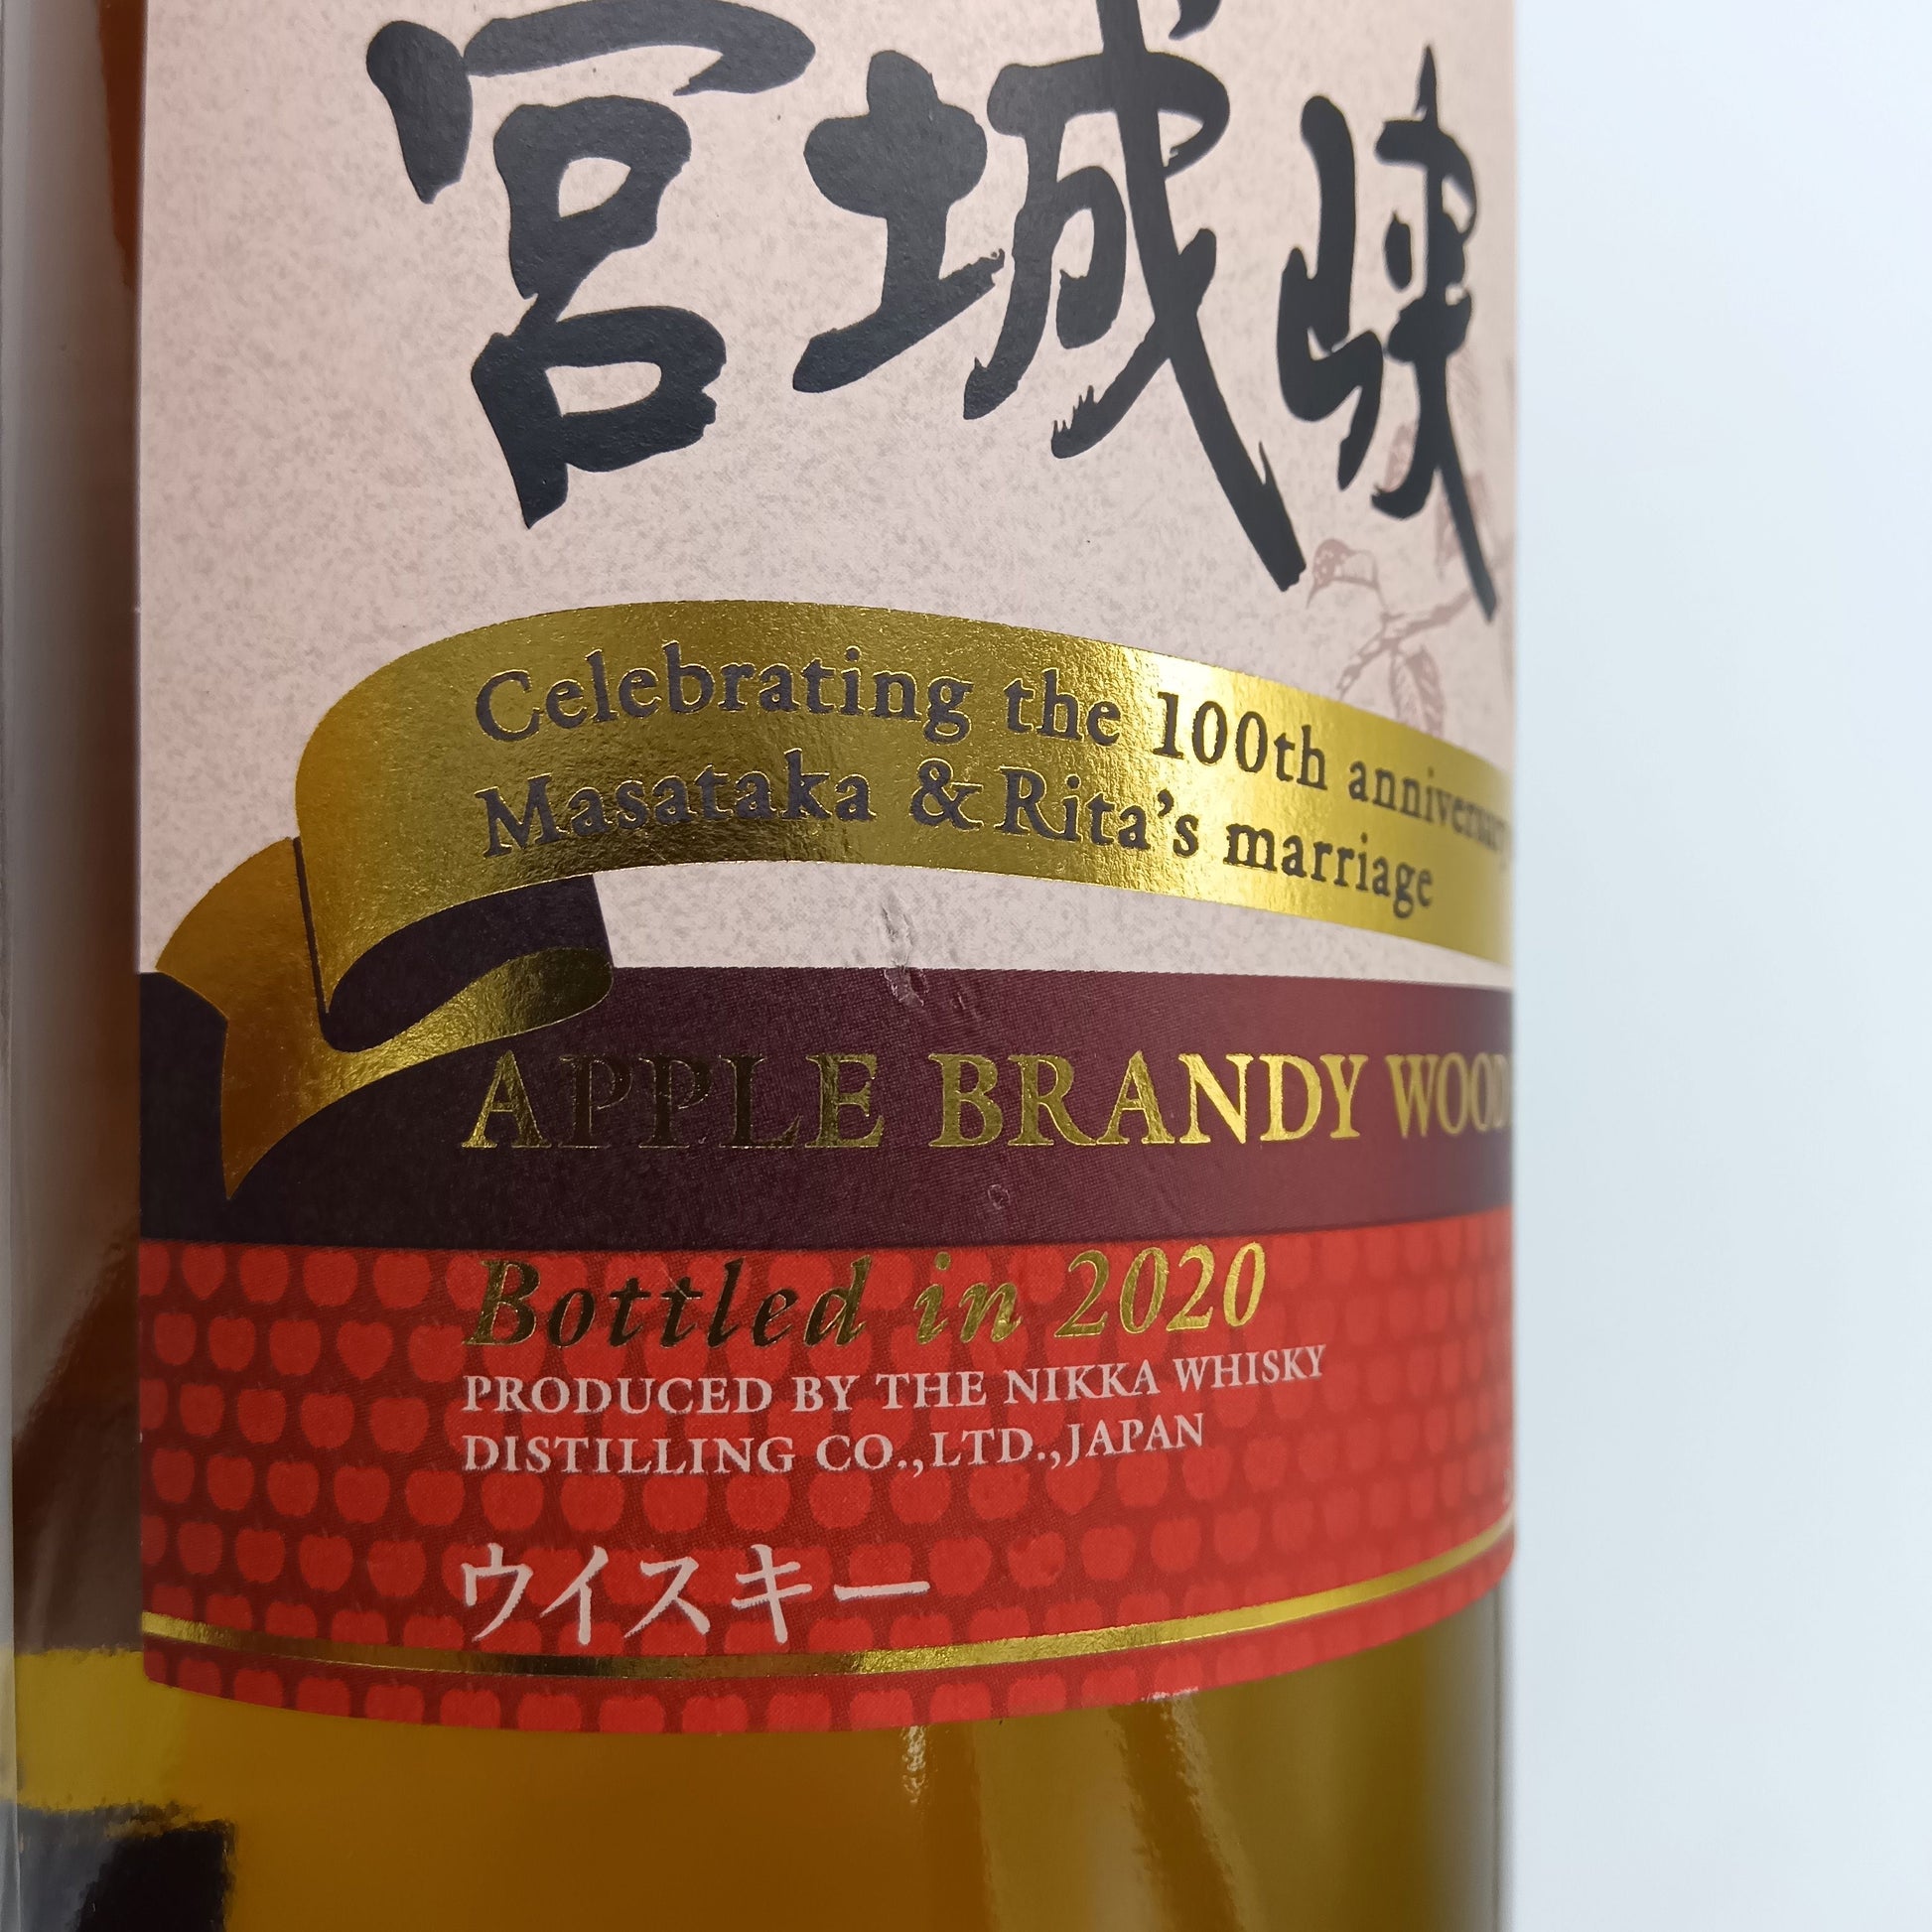 宮城峡
Celebrating the 100th anniversary
Masataka & Rita's marriage
APPLE BRANDY WOOD
Bottled in 2020
PRODUCED BY THE NIKKA WHISKY
DISTILLING CO.,LTD.,JAPAN
ウイスキー